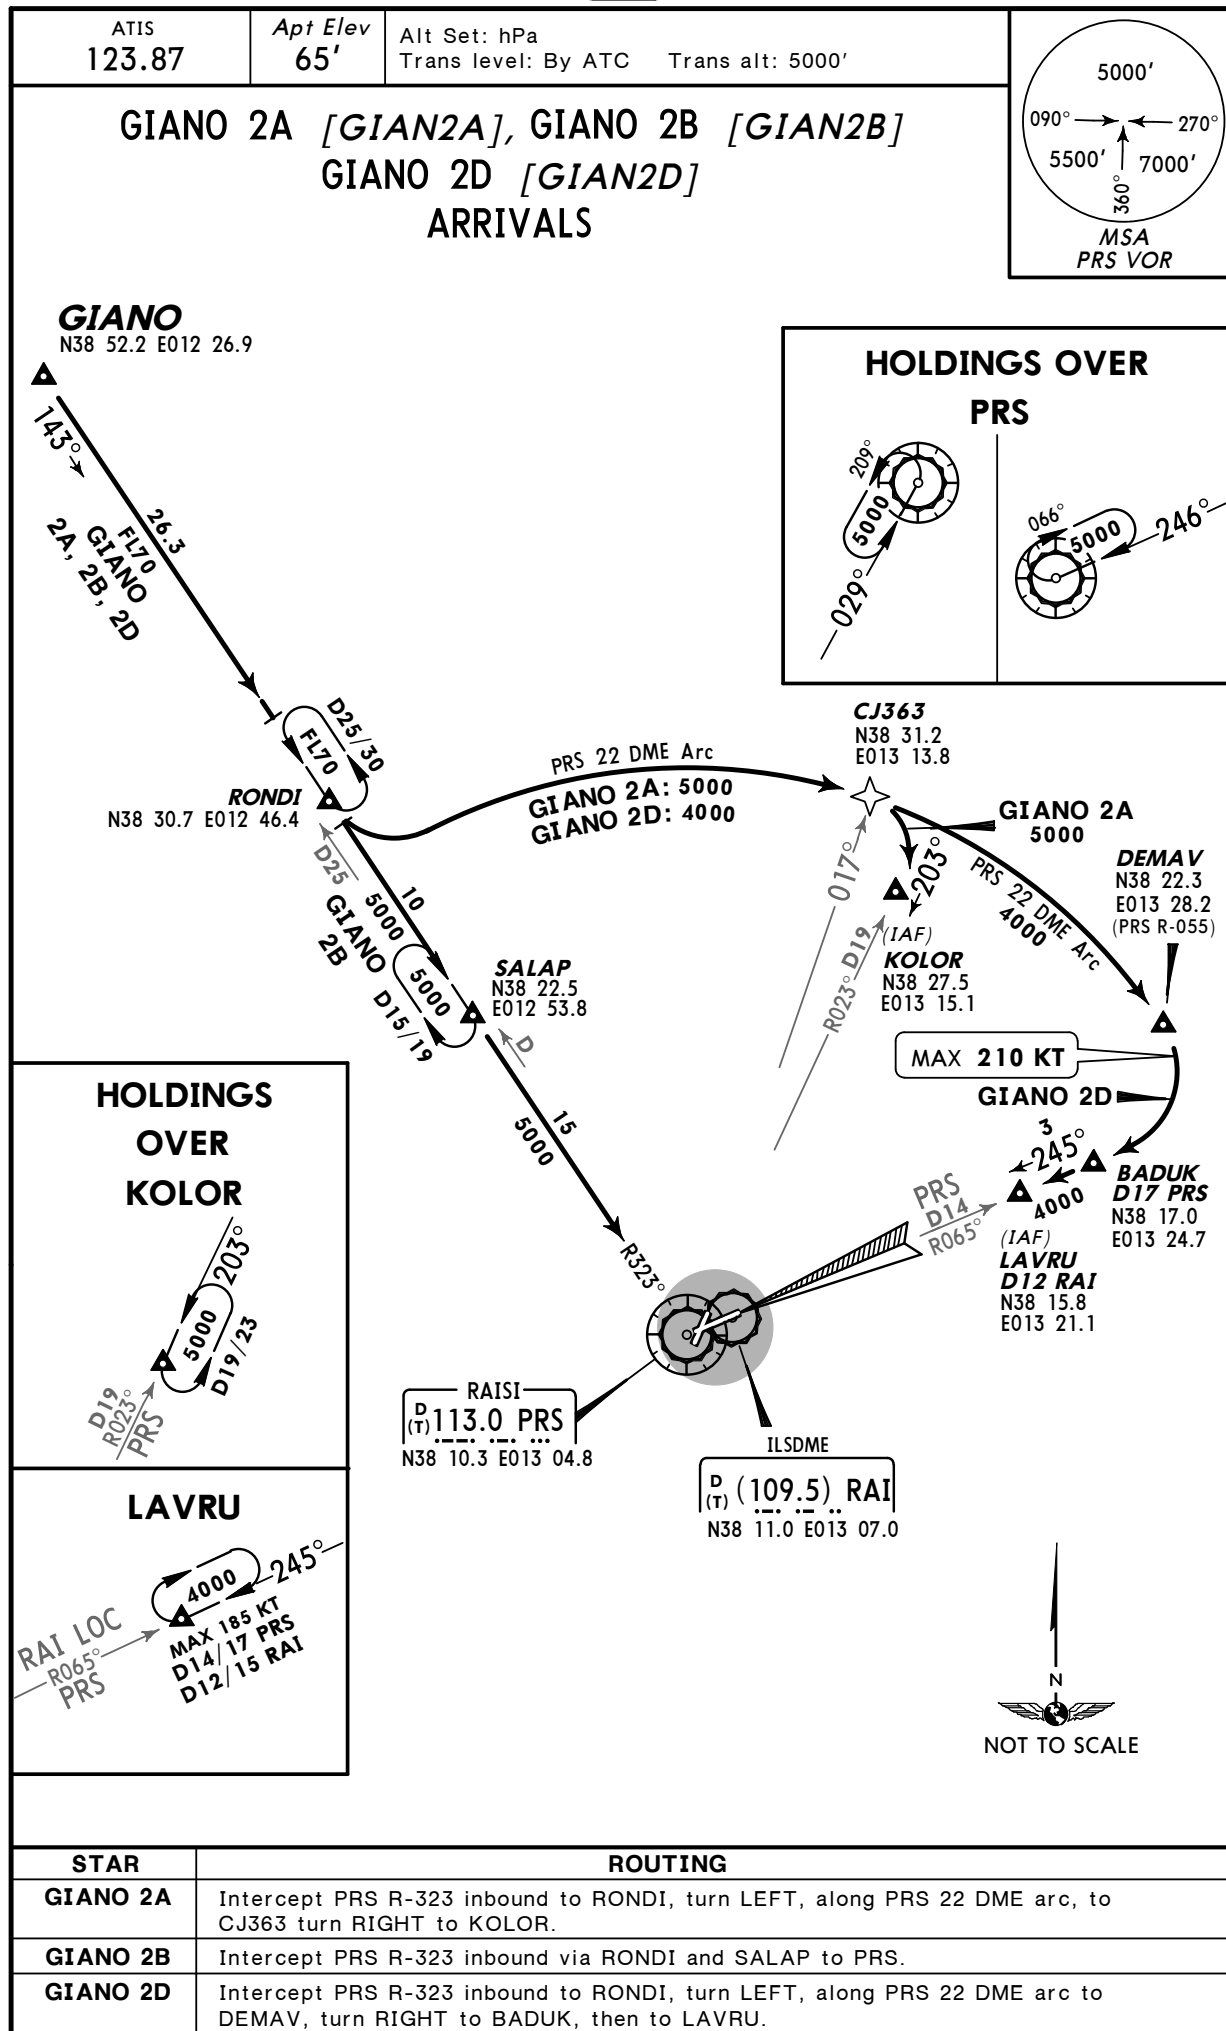 ATIS
123.87
Apt Elev
65'
Alt Set: hPa
Trans level: By ATC Trans alt: 5000'
5000'
090°
270°
5500'
7000'
360°
MSA
PRS VOR
GIANO 2A [GIAN2A], GIANO 2B [GIAN2B]
GIANO 2D [GIAN2D]
ARRIVALS
GIANO
N38 52.2 E012 26.9
143°
26.3
FL70
GIANO
2A, 2B, 2D
HOLDINGS OVER
PRS
209°
5000
029°
066°
5000
246°
D25/30
FL70
RONDI
N38 30.7 E012 46.4
D25
PRS 22 DME Arc
GIANO 2A: 5000
GIANO 2D: 4000
CJ363
N38 31.2
E013 13.8
GIANO 2A
5000
017°
203°
PRS 22 DME Arc
4000
DEMAV
N38 22.3
E013 28.2
(PRS R-055)
R023° D19
(IAF)
KOLOR
N38 27.5
E013 15.1
10
5000
GIANO
2B
5000
D15/19
SALAP
N38 22.5
E012 53.8
D
15
5000
R323°
MAX 210 KT
GIANO 2D
3
245°
4000
BADUK
D17 PRS
N38 17.0
E013 24.7
PRS
D14
R065°
(IAF)
LAVRU
D12 RAI
N38 15.8
E013 21.1
HOLDINGS
OVER
KOLOR
203°
5000
D19/23
D19
R023°
PRS
RAISI
D
(T) 113.0 PRS
N38 10.3 E013 04.8
ILSDME
D
(T) (109.5) RAI
N38 11.0 E013 07.0
LAVRU
4000
245°
MAX 185 KT
D14/17 PRS
D12/15 RAI
RAI LOC
R065°
PRS
N
NOT TO SCALE
STAR ROUTING
GIANO 2A Intercept PRS R-323 inbound to RONDI, turn LEFT, along PRS 22 DME arc, to
CJ363 turn RIGHT to KOLOR.
GIANO 2B Intercept PRS R-323 inbound via RONDI and SALAP to PRS.
GIANO 2D Intercept PRS R-323 inbound to RONDI, turn LEFT, along PRS 22 DME arc to
DEMAV, turn RIGHT to BADUK, then to LAVRU.